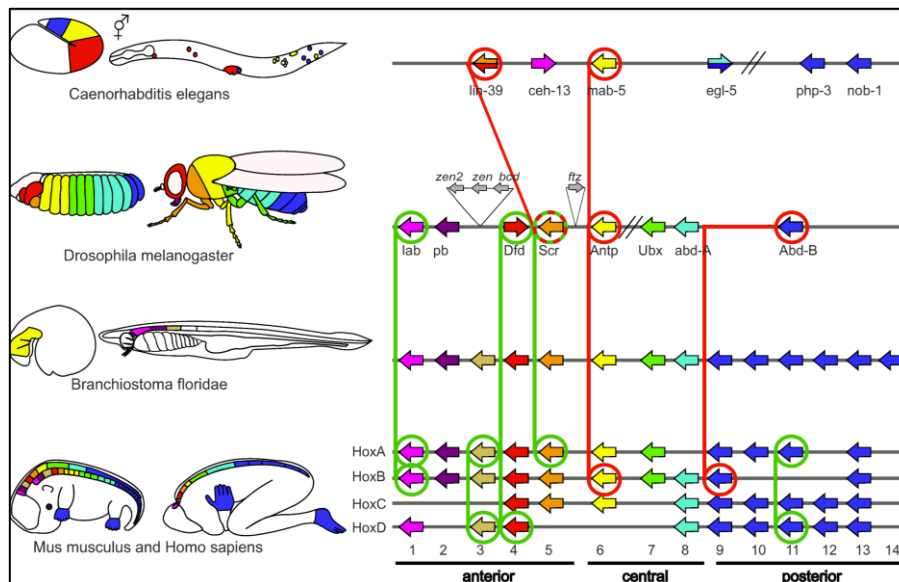 Caenorhabditis elegans
lin-39 ceh-13 mab-5 egl-5 php-3 nob-1
zen2 zen bcd ftz
lab pb Dfd Scr Antp Ubx abd-A Abd-B
Drosophila melanogaster
Branchiostoma floridae
HoxA
HoxB
HoxC
HoxD
Mus musculus and Homo sapiens
1 2 3 4 5 6 7 8 9 10 11 12 13 14
anterior central posterior